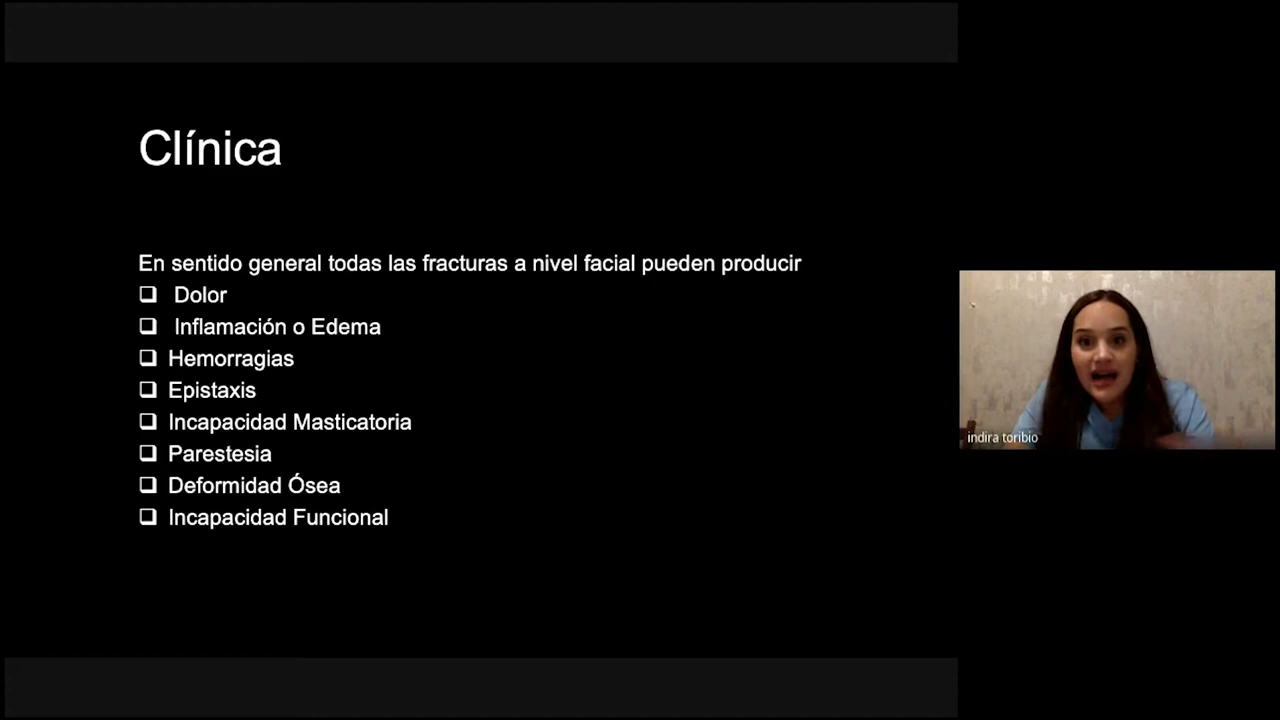 Clínica
En sentido general todas las fracturas a nivel facial pueden producir
❑ Dolor
❑ Inflamación o Edema
❑ Hemorragias
❑ Epistaxis
❑ Incapacidad Masticatoria
❑ Parestesia
❑ Deformidad Ósea
❑ Incapacidad Funcional
indira toribio